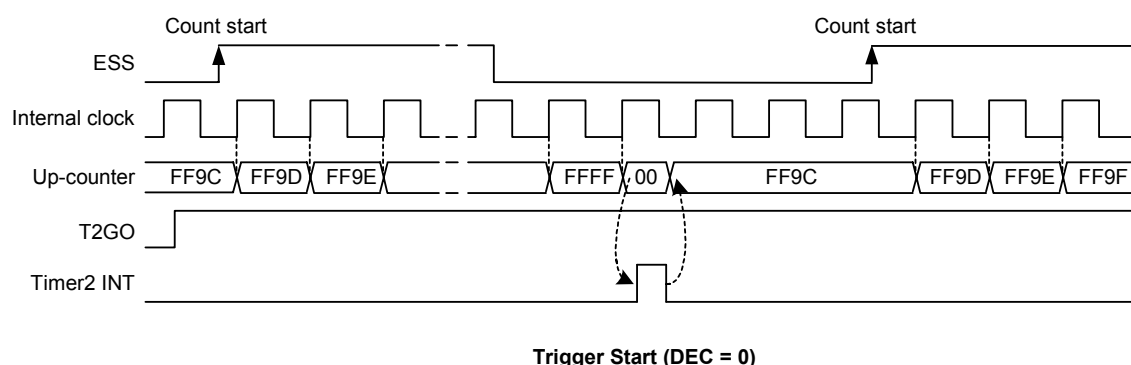 Count start Count start
ESS
Internal clock
Up-counter FF9C FF9D FF9E FFFF 00 FF9C FF9D FF9E FF9F
T2GO
Timer2 INT
Trigger Start (DEC = 0)